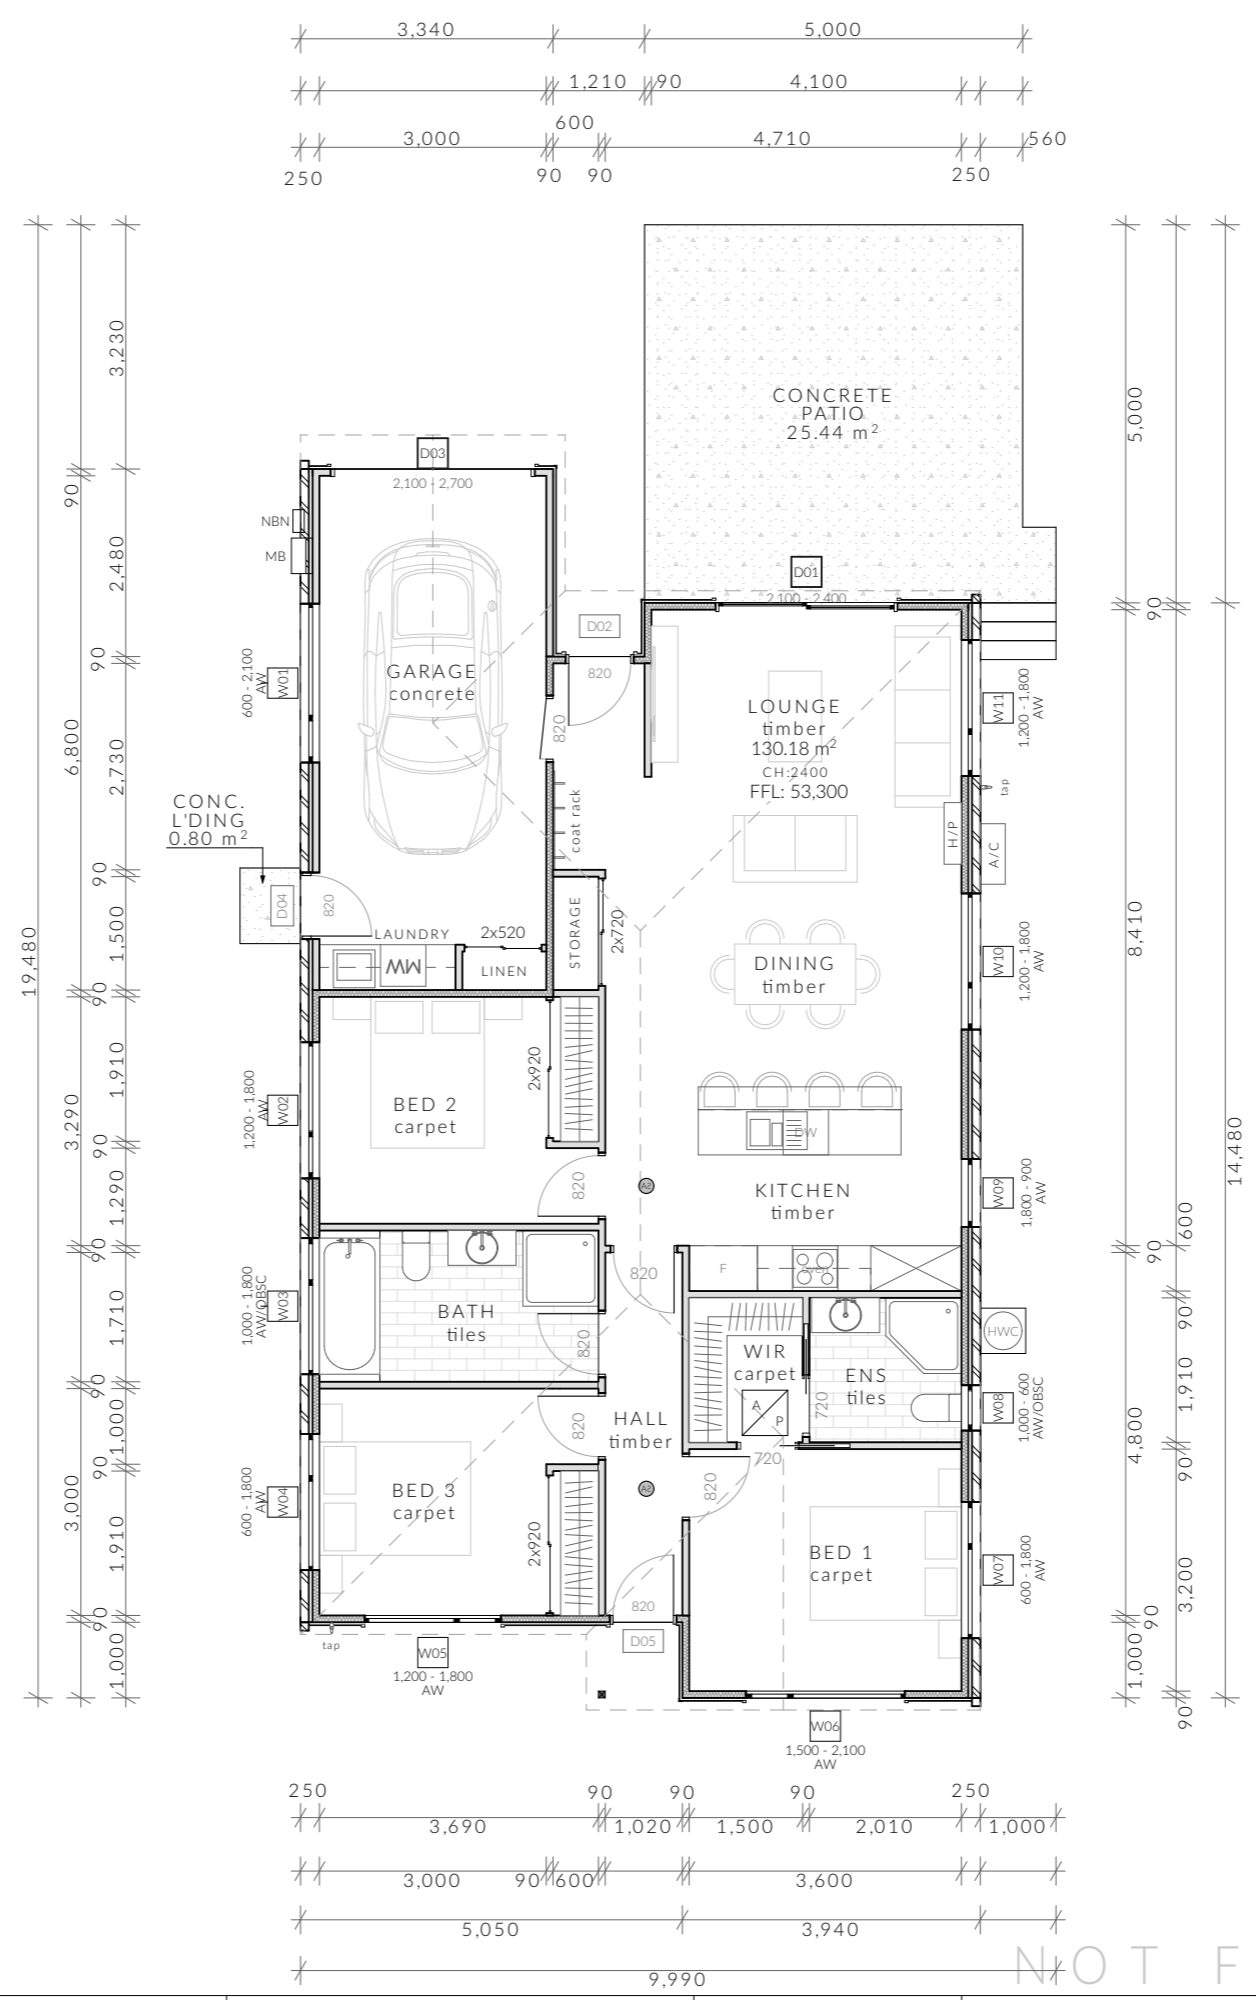 3,340
5,000
1,210
90
4,100
600
3,000
4,710
560
250
90
90
250
3,230
5,000
CONCRETE
PATIO
25.44 m²
D03
2,100 - 2,700
90
NBN
2,480
MB
D01
2,100 - 2,400
90
D02
820
GARAGE
concrete
90
600 - 2,100
AW
W01
LOUNGE
timber
130.18 m²
CH:2400
FFL: 53,300
W11
1,200 - 1,800
AW
820
6,800
2,730
tap
CONC.
L'DING
0.80 m²
coat rack
H/P
A/C
90
D04
820
LAUNDRY
2x520
LINEN
STORAGE
2x720
MW
1,500
19,480
8,410
DINING
timber
W10
1,200 - 1,800
AW
90
1,910
2x920
BED 2
carpet
1,200 - 1,800
AW
W02
3,290
90
DW
14,480
820
AS
KITCHEN
timber
W09
1,800 - 900
AW
1,290
600
90
90
820
F
oven
1,000 - 1,800
AW/OBSC
W03
BATH
tiles
820
1,710
HWC
90
WIR
carpet
ENS
tiles
A
P
720
1,910
W08
1,000 - 600
AW/OBSC
90
1,000
820
HALL
timber
4,800
720
90
90
820
AS
BED 3
carpet
600 - 1,800
AW
W04
3,000
2x920
1,910
BED 1
carpet
W07
600 - 1,800
AW
3,200
820
90
90
tap
D05
W05
1,200 - 1,800
AW
1,000
1,000
90
W06
1,500 - 2,100
AW
250
90
90
90
250
3,690
1,020
1,500
2,010
1,000
3,000
90
600
3,600
5,050
3,940
9,990
NOT F